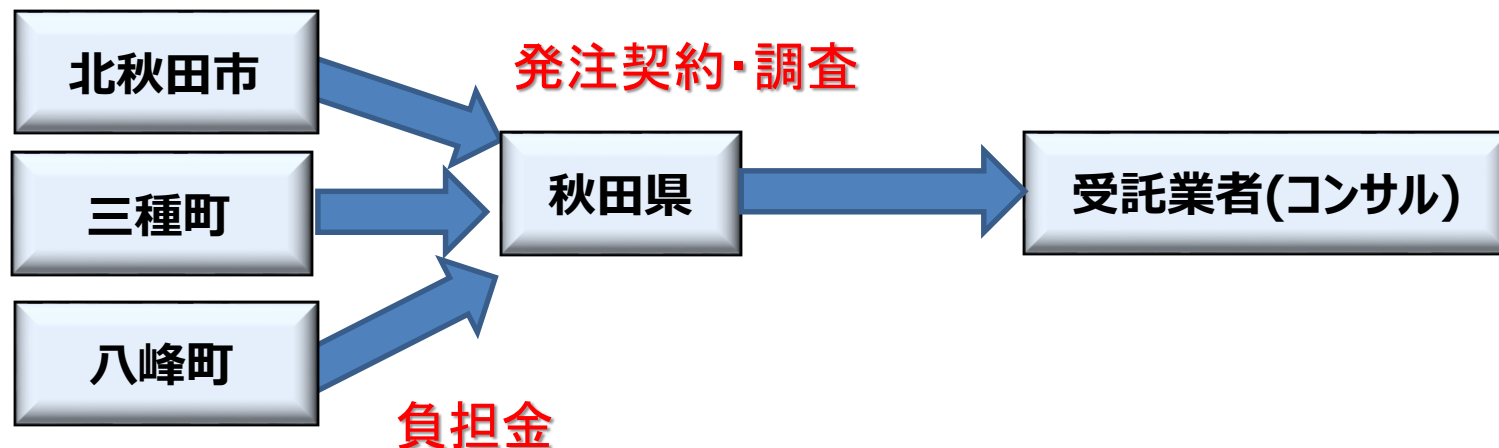 北秋田市
発注契約・調査
三種町
秋田県
受託業者(コンサル)
八峰町
負担金